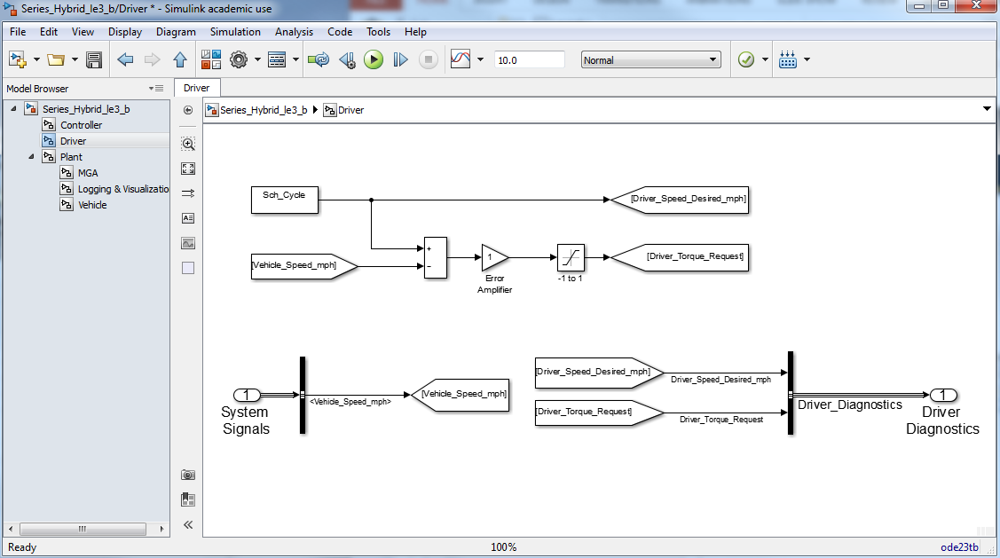 Series_Hybrid_le3_b/Driver * - Simulink academic use
File Edit View Display Diagram Simulation Analysis Code Tools Help
10.0 Normal
Model Browser
Driver
Series_Hybrid_le3_b
Controller
Driver
Plant
MGA
Logging & Visualizatio
Vehicle
Series_Hybrid_le3_b Driver
Sch_Cycle
[Driver_Speed_Desired_mph]
[Vehicle_Speed_mph]
+
−
1
Error
Amplifier
-1 to 1
[Driver_Torque_Request]
1
System
Signals
<Vehicle_Speed_mph>
[Vehicle_Speed_mph]
[Driver_Speed_Desired_mph]
Driver_Speed_Desired_mph
[Driver_Torque_Request]
Driver_Torque_Request
Driver_Diagnostics
1
Driver
Diagnostics
Ready 100% ode23tb